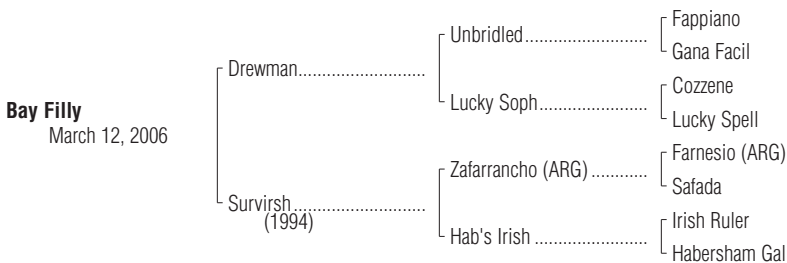 Fappiano
Unbridled
Gana Facil
Drewman
Cozzene
Lucky Soph
Lucky Spell
Bay Filly
March 12, 2006
Farnesio (ARG)
Zafarrancho (ARG)
Safada
Survirsh
(1994)
Irish Ruler
Hab's Irish
Habersham Gal